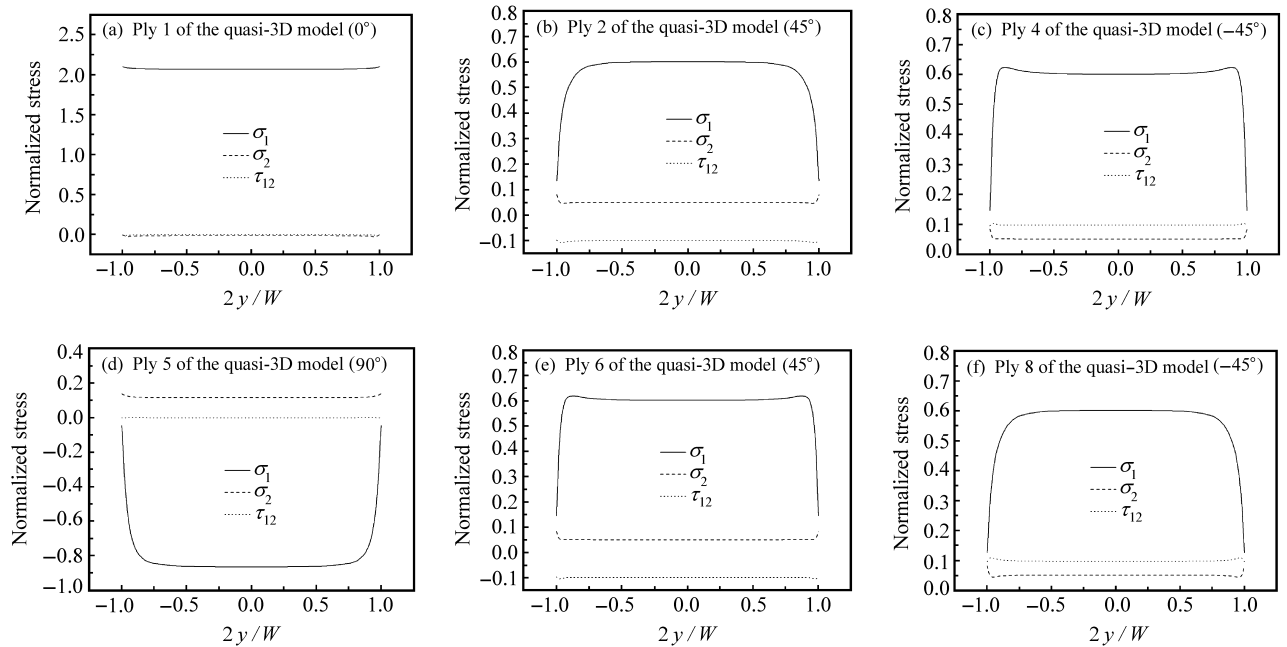 (a) Ply 1 of the quasi-3D model (0°)
Normalized stress
2.5
2.0
1.5
1.0
0.5
0.0
σ1
σ2
τ12
−1.0 −0.5 0.0 0.5 1.0
2 y / W
(b) Ply 2 of the quasi-3D model (45°)
Normalized stress
0.8
0.7
0.6
0.5
0.4
0.3
0.2
0.1
0.0
−0.1
σ1
σ2
τ12
−1.0 −0.5 0.0 0.5 1.0
2 y / W
(c) Ply 4 of the quasi-3D model (−45°)
Normalized stress
0.8
0.7
0.6
0.5
0.4
0.3
0.2
0.1
0.0
σ1
σ2
τ12
−1.0 −0.5 0.0 0.5 1.0
2 y / W
(d) Ply 5 of the quasi-3D model (90°)
Normalized stress
0.4
0.2
0.0
−0.2
−0.4
−0.6
−0.8
−1.0
σ1
σ2
τ12
−1.0 −0.5 0.0 0.5 1.0
2 y / W
(e) Ply 6 of the quasi-3D model (45°)
Normalized stress
0.8
0.7
0.6
0.5
0.4
0.3
0.2
0.1
0.0
−0.1
σ1
σ2
τ12
−1.0 −0.5 0.0 0.5 1.0
2 y / W
(f) Ply 8 of the quasi−3D model (−45°)
Normalized stress
0.8
0.7
0.6
0.5
0.4
0.3
0.2
0.1
0.0
σ1
σ2
τ12
−1.0 −0.5 0.0 0.5 1.0
2 y / W